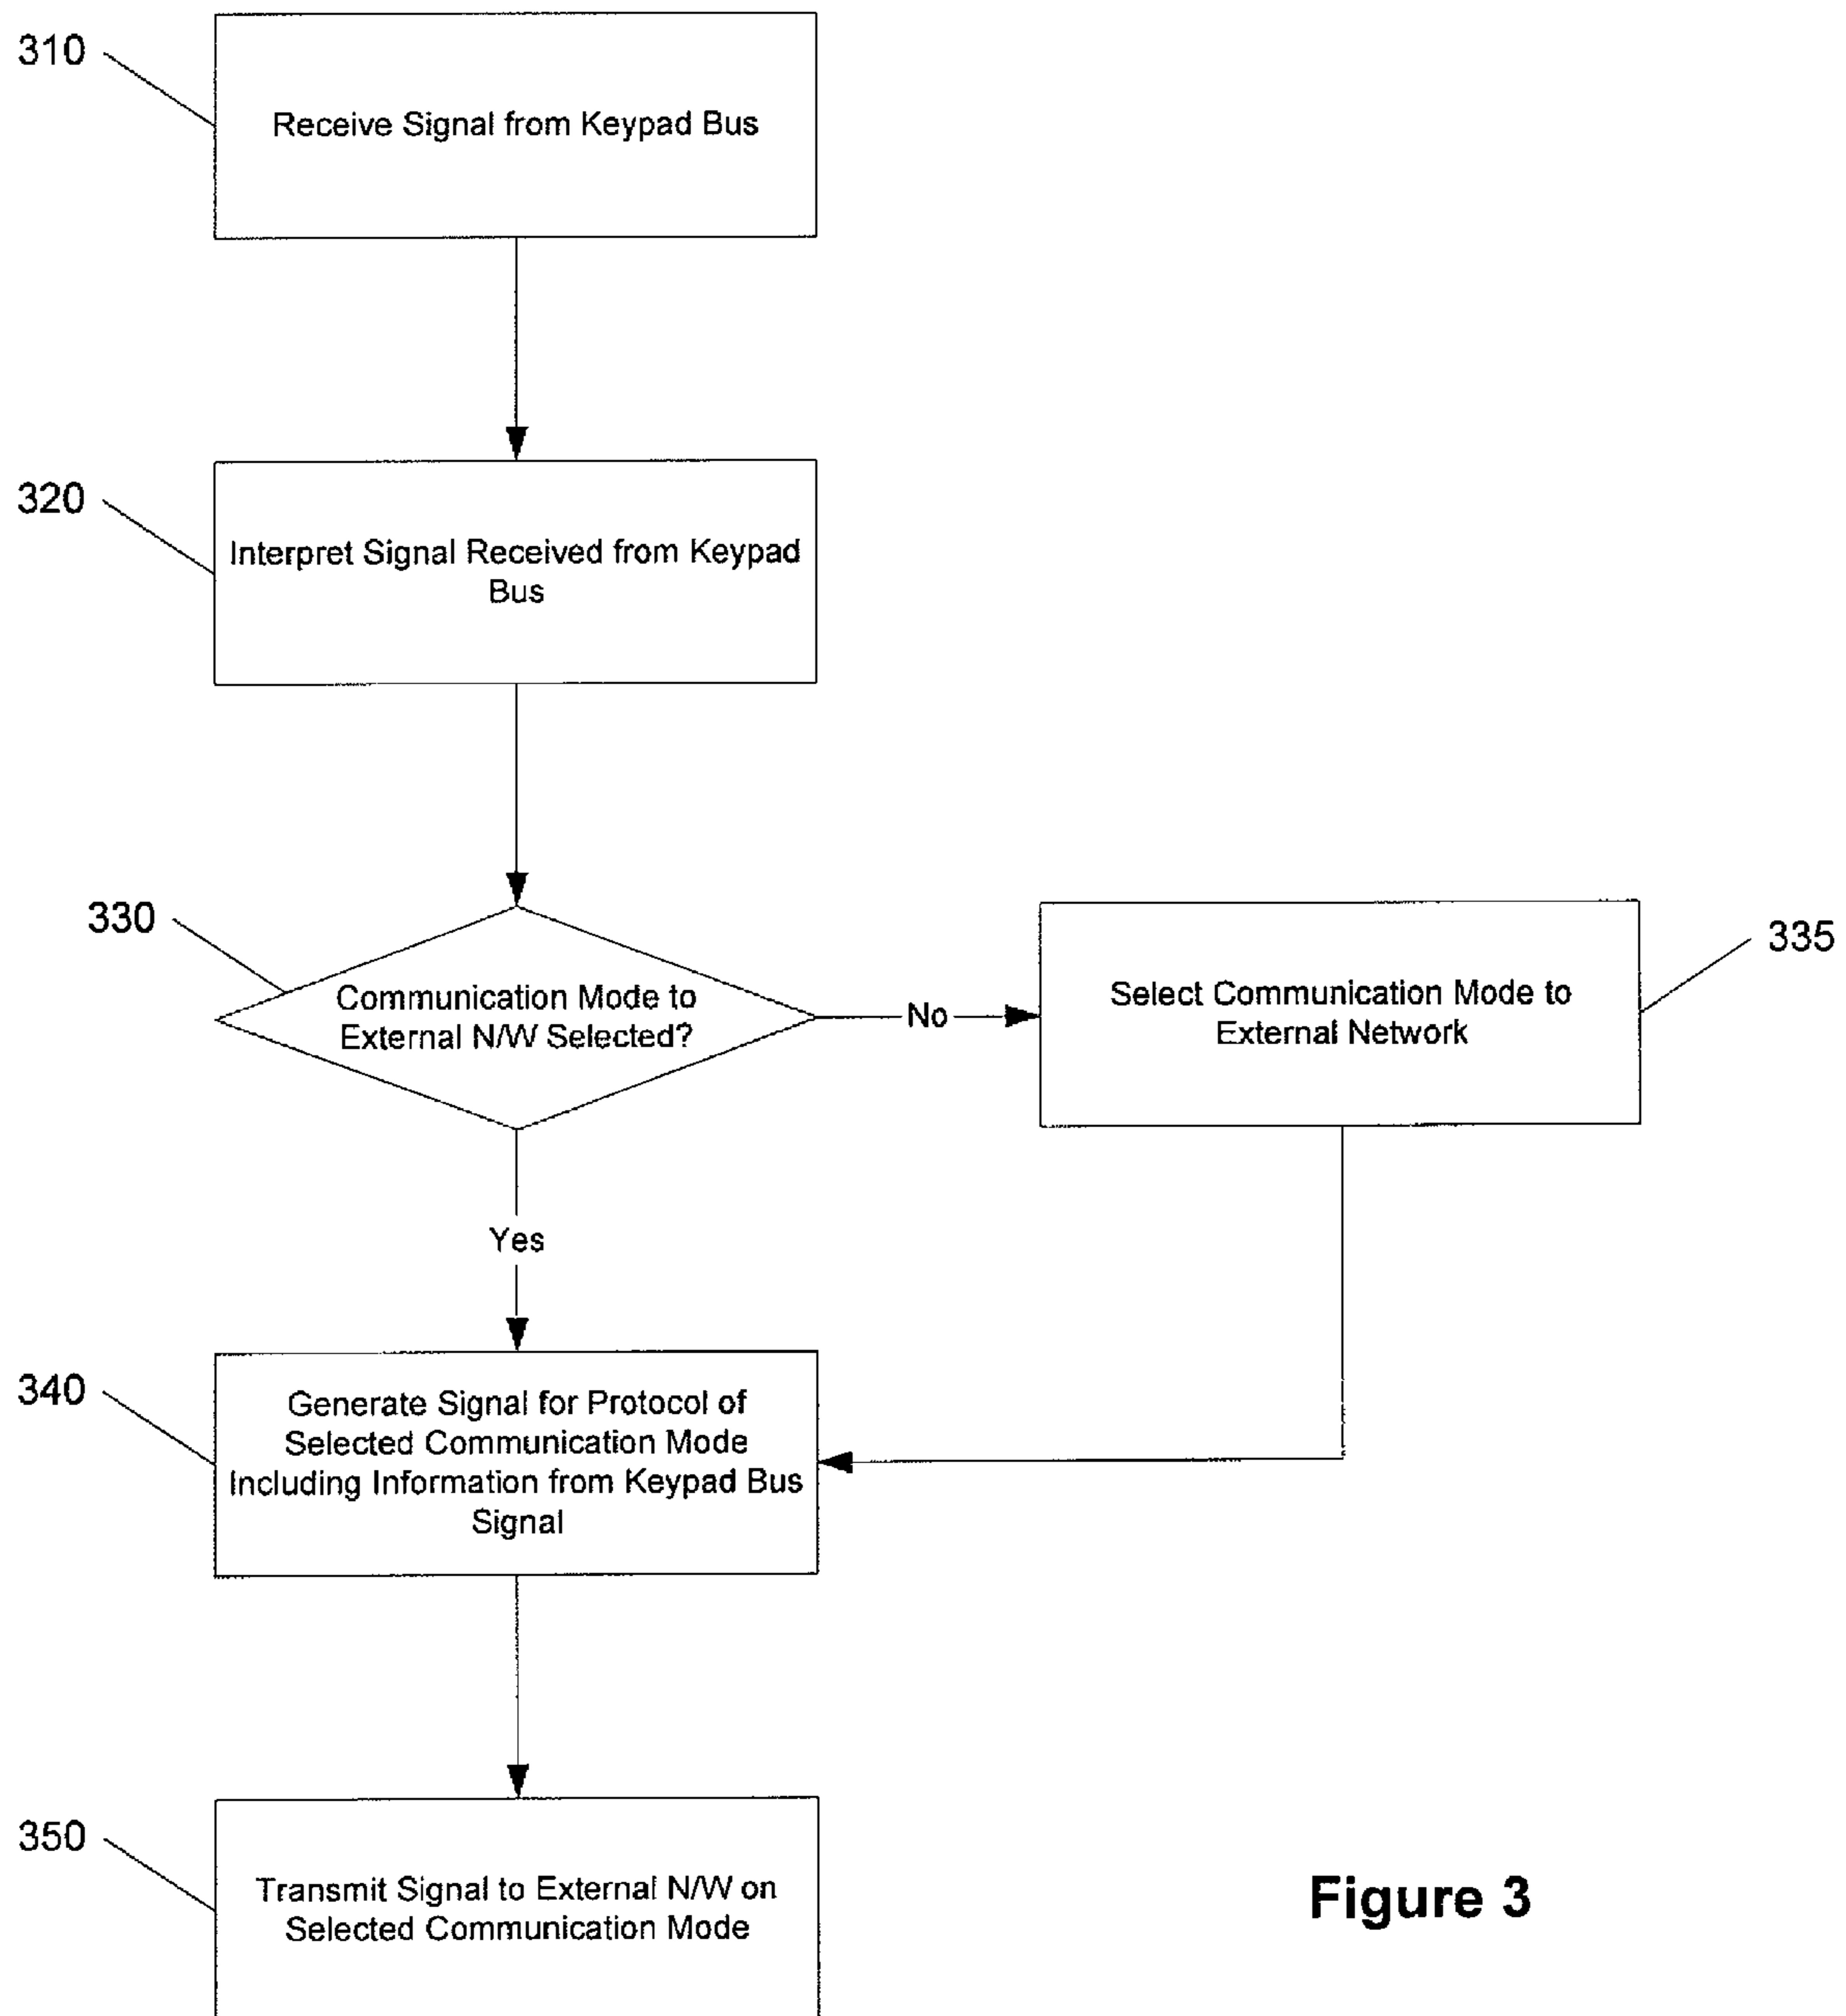 310
Receive Signal from Keypad Bus
320
Interpret Signal Received from Keypad
Bus
330
Communication Mode to
External N/W Selected?
No
Select Communication Mode to
External Network
335
Yes
340
Generate Signal for Protocol of
Selected Communication Mode
Including Information from Keypad Bus
Signal
350
Transmit Signal to External N/W on
Selected Communication Mode
Figure 3